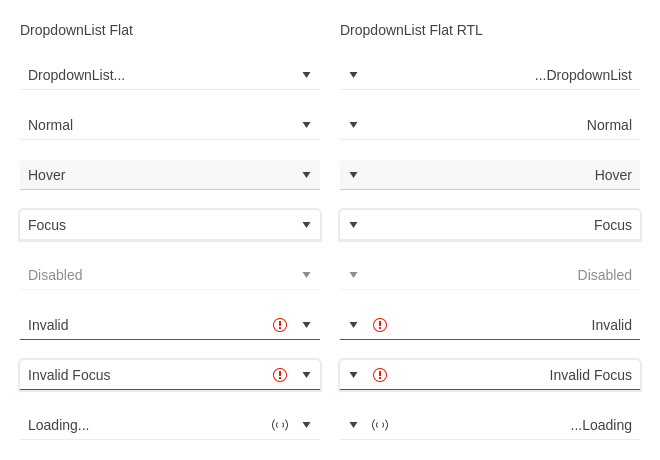 DropdownList Flat
DropdownList Flat RTL
DropdownList...
...DropdownList
Normal
Normal
Hover
Hover
Focus
Focus
Disabled
Disabled
Invalid
Invalid
Invalid Focus
Invalid Focus
Loading...
...Loading